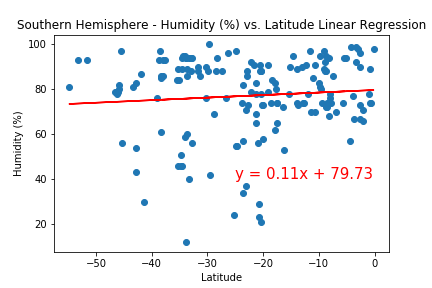 Southern Hemisphere - Humidity (%) vs. Latitude Linear Regression
100
80
60
40
20
Humidity (%)
y = 0.11x + 79.73
−50
−40
−30
−20
−10
0
Latitude